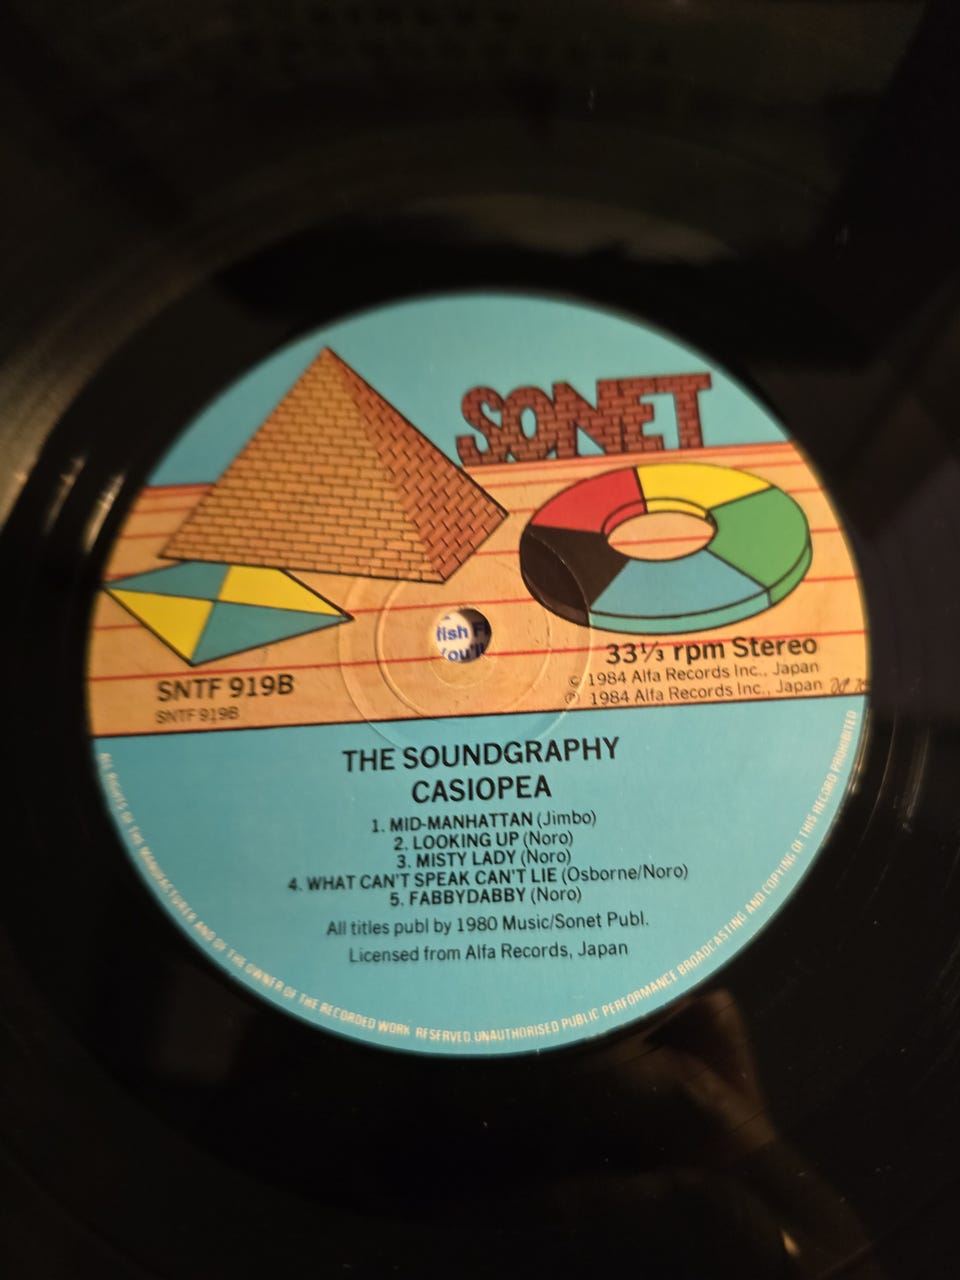 SONET
ish F
You'll
33⅓ rpm Stereo
© 1984 Alfa Records Inc., Japan
℗ 1984 Alfa Records Inc., Japan
SNTF 919B
SNTF 919B
THE SOUNDGRAPHY
CASIOPEA
1. MID-MANHATTAN (Jimbo)
2. LOOKING UP (Noro)
3. MISTY LADY (Noro)
4. WHAT CAN'T SPEAK CAN'T LIE (Osborne/Noro)
5. FABBYDABBY (Noro)
All titles publ by 1980 Music/Sonet Publ.
Licensed from Alfa Records, Japan
ALL RIGHTS OF THE MANUFACTURER AND OF THE OWNER OF THE RECORDED WORK RESERVED. UNAUTHORISED PUBLIC PERFORMANCE BROADCASTING AND COPYING OF THIS RECORD PROHIBITED